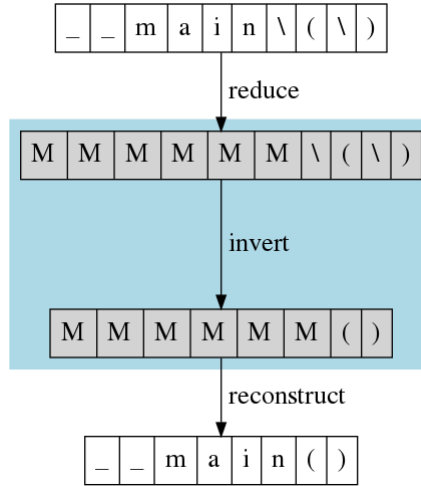 _ _ m a i n \ ( \ )
reduce
M M M M M M \ ( \ )
invert
M M M M M M ( )
reconstruct
_ _ m a i n ( )